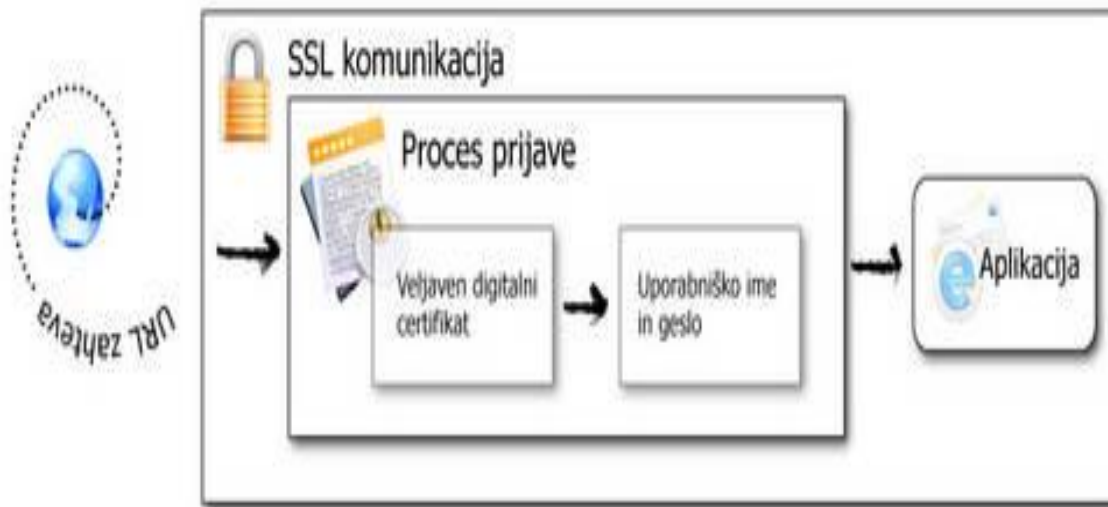 SSL komunikacija
Proces prijave
URL zahteva
Veljaven digitalni
certifikat
Uporabniško ime
in geslo
Aplikacija